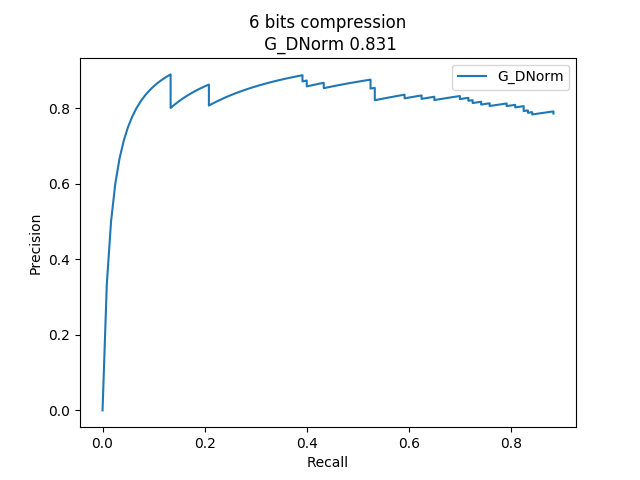 6 bits compression
G_DNorm 0.831
G_DNorm
Precision
0.8
0.6
0.4
0.2
0.0
0.0 0.2 0.4 0.6 0.8
Recall